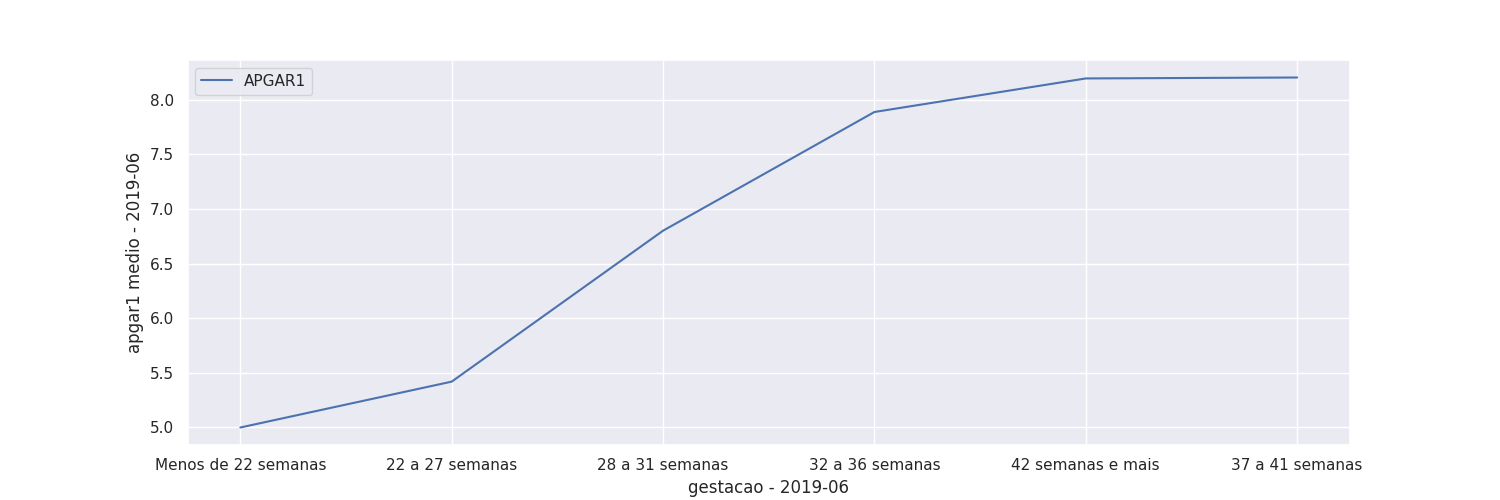 APGAR1
apgar1 medio - 2019-06
8.0
7.5
7.0
6.5
6.0
5.5
5.0
Menos de 22 semanas
22 a 27 semanas
28 a 31 semanas
32 a 36 semanas
42 semanas e mais
37 a 41 semanas
gestacao - 2019-06